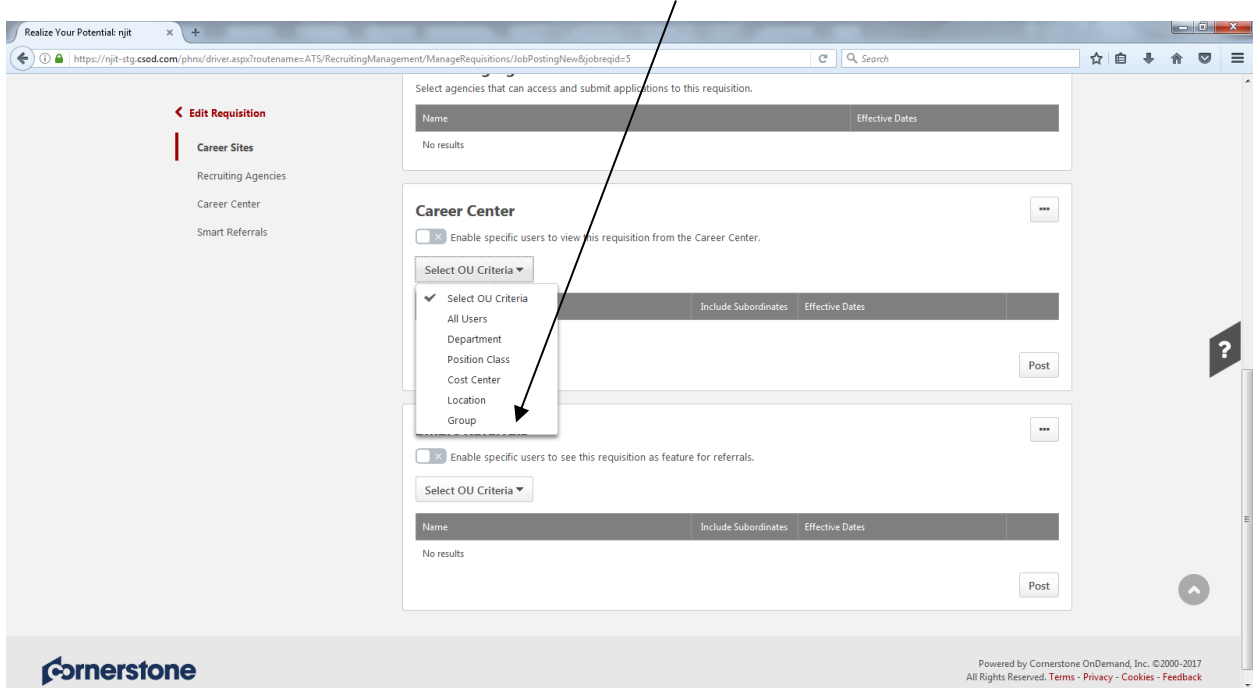 Realize Your Potential: njit
https://njit-stg.csod.com/phnx/driver.aspx?routename=ATS/RecruitingManagement/ManageRequisitions/JobPostingNew&jobreqid=5
Search
Edit Requisition
Career Sites
Recruiting Agencies
Career Center
Smart Referrals
Select agencies that can access and submit applications to this requisition.
Name Effective Dates
No results
Career Center
Enable specific users to view this requisition from the Career Center.
Select OU Criteria
Select OU Criteria
All Users
Department
Position Class
Cost Center
Location
Group
Include Subordinates Effective Dates
Post
Enable specific users to see this requisition as feature for referrals.
Select OU Criteria
Name Include Subordinates Effective Dates
No results
Post
?
Cornerstone
Powered by Cornerstone OnDemand, Inc. ©2000-2017
All Rights Reserved. Terms - Privacy - Cookies - Feedback